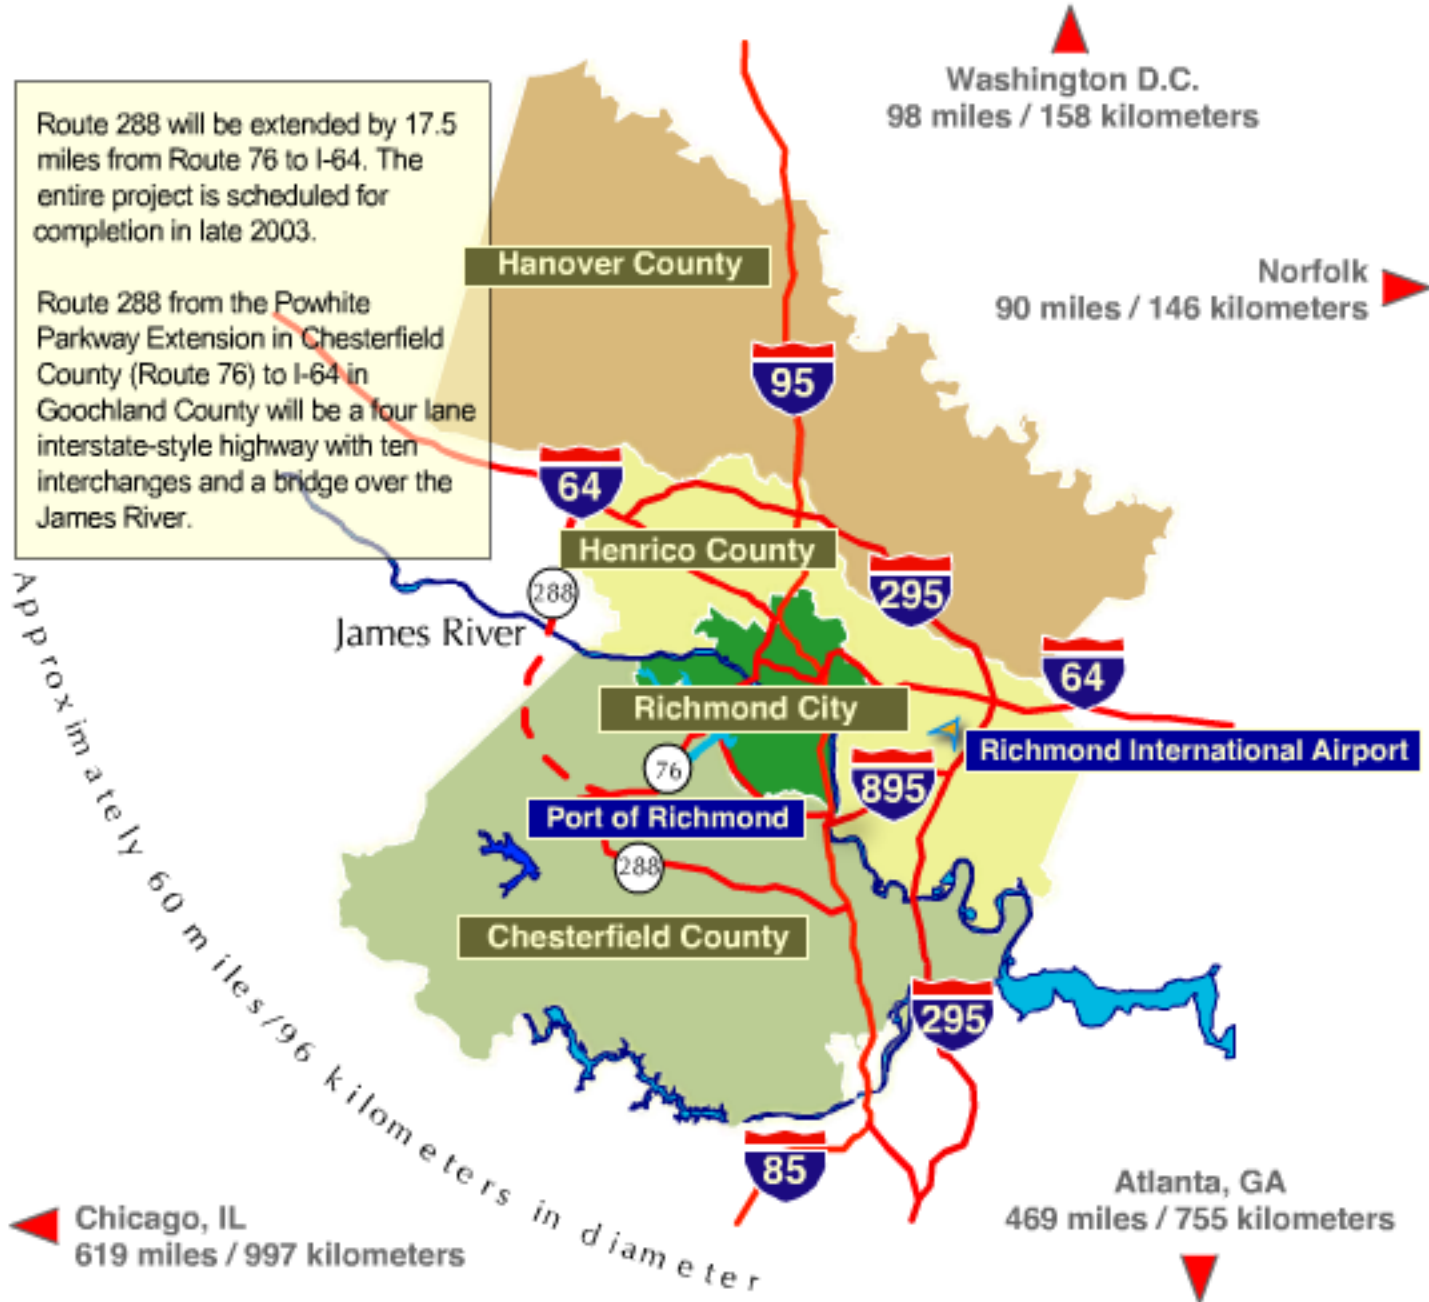 Washington D.C.
98 miles / 158 kilometers
Route 288 will be extended by 17.5
miles from Route 76 to I-64. The
entire project is scheduled for
completion in late 2003.
Route 288 from the Powhite
Parkway Extension in Chesterfield
County (Route 76) to I-64 in
Goochland County will be a four lane
interstate-style highway with ten
interchanges and a bridge over the
James River.
Hanover County
Norfolk
90 miles / 146 kilometers
95
64
Henrico County
295
288
James River
64
Richmond City
Richmond International Airport
76
895
Port of Richmond
288
Chesterfield County
295
85
Approximately 60 miles/96 kilometers in diameter
Atlanta, GA
469 miles / 755 kilometers
Chicago, IL
619 miles / 997 kilometers